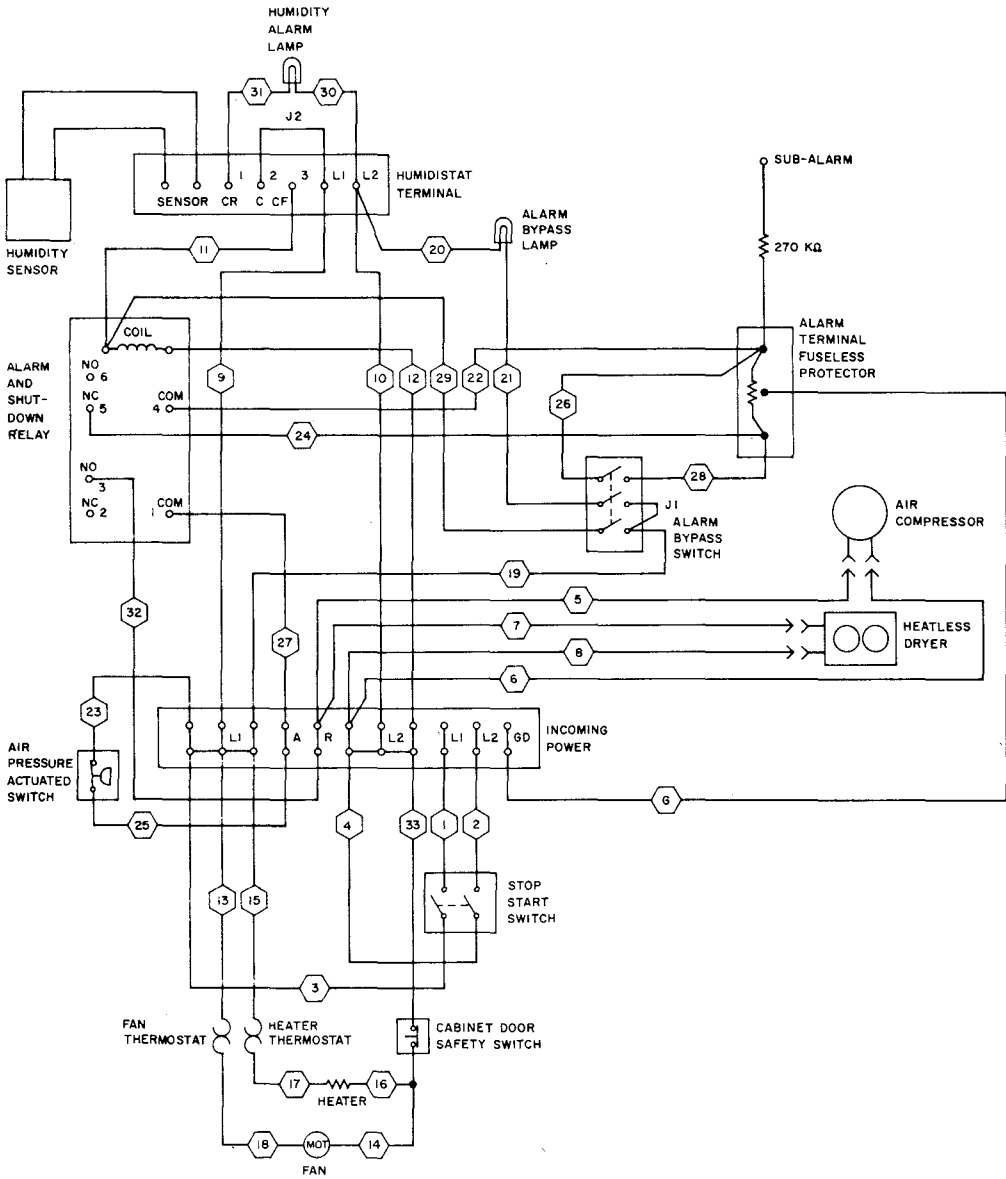 HUMIDITY
ALARM
LAMP
31
30
J2
1
2
3
L1
L2
HUMIDISTAT
TERMINAL
SENSOR
CR
C
CF
SUB-ALARM
HUMIDITY
SENSOR
11
20
ALARM
BYPASS
LAMP
270 KΩ
ALARM
TERMINAL
FUSELESS
PROTECTOR
ALARM
AND
SHUT-
DOWN
RELAY
COIL
NO
6
NC
5
COM
4
9
10
12
29
22
21
26
24
28
NO
3
NC
2
COM
1
J1
ALARM
BYPASS
SWITCH
AIR
COMPRESSOR
19
5
32
27
7
8
6
HEATLESS
DRYER
23
L1
A
R
L2
L1
L2
GD
INCOMING
POWER
AIR
PRESSURE
ACTUATED
SWITCH
25
4
33
1
2
G
13
15
STOP
START
SWITCH
3
FAN
THERMOSTAT
HEATER
THERMOSTAT
CABINET DOOR
SAFETY SWITCH
17
16
HEATER
18
MOT
14
FAN